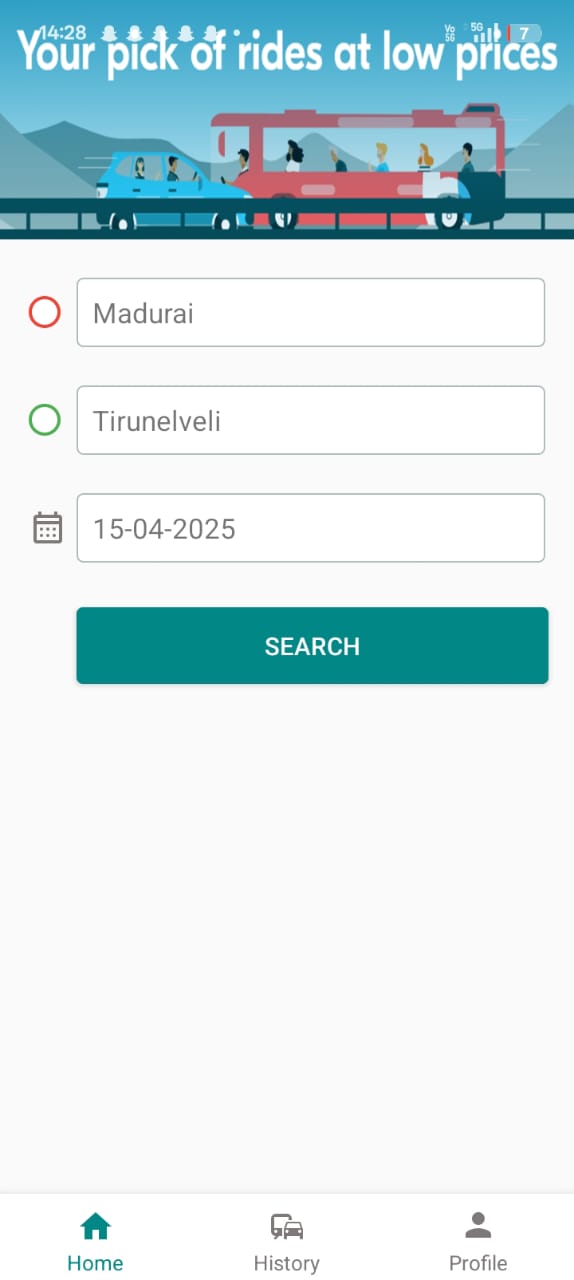 14:28
Vo
5G
5G
7
Your pick of rides at low prices
Madurai
Tirunelveli
15-04-2025
SEARCH
Home
History
Profile